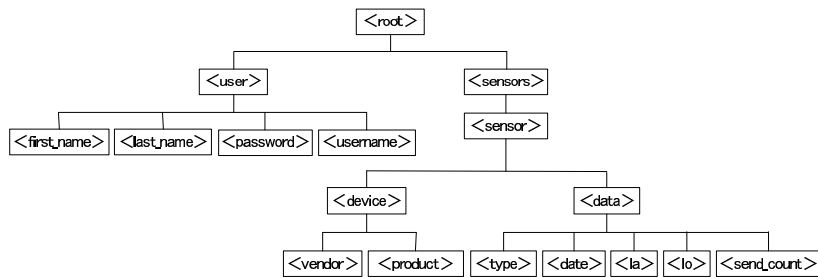 <root>
<user>
<sensors>
<sensor>
<first_name>
<last_name>
<password>
<username>
<device>
<data>
<vendor>
<product>
<type>
<date>
<la>
<lo>
<send_count>